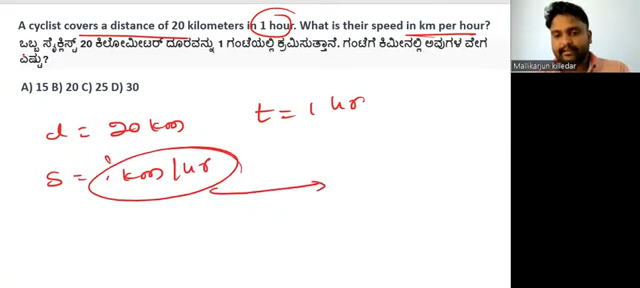 A cyclist covers a distance of 20 kilometers in 1 hour. What is their speed in km per hour?
ಒಬ್ಬ ಸೈಕ್ಲಿಸ್ಟ್ 20 ಕಿಲೋಮೀಟರ್ ದೂರವನ್ನು 1 ಗಂಟೆಯಲ್ಲಿ ಕ್ರಮಿಸುತ್ತಾನೆ. ಗಂಟೆಗೆ ಕಿಮೀನಲ್ಲಿ ಅವುಗಳ ವೇಗ
ಏಷ್ಟು?
A) 15 B) 20 C) 25 D) 30
d = 20 km t = 1 hr
s = km/hr
Mallikarjun killedar